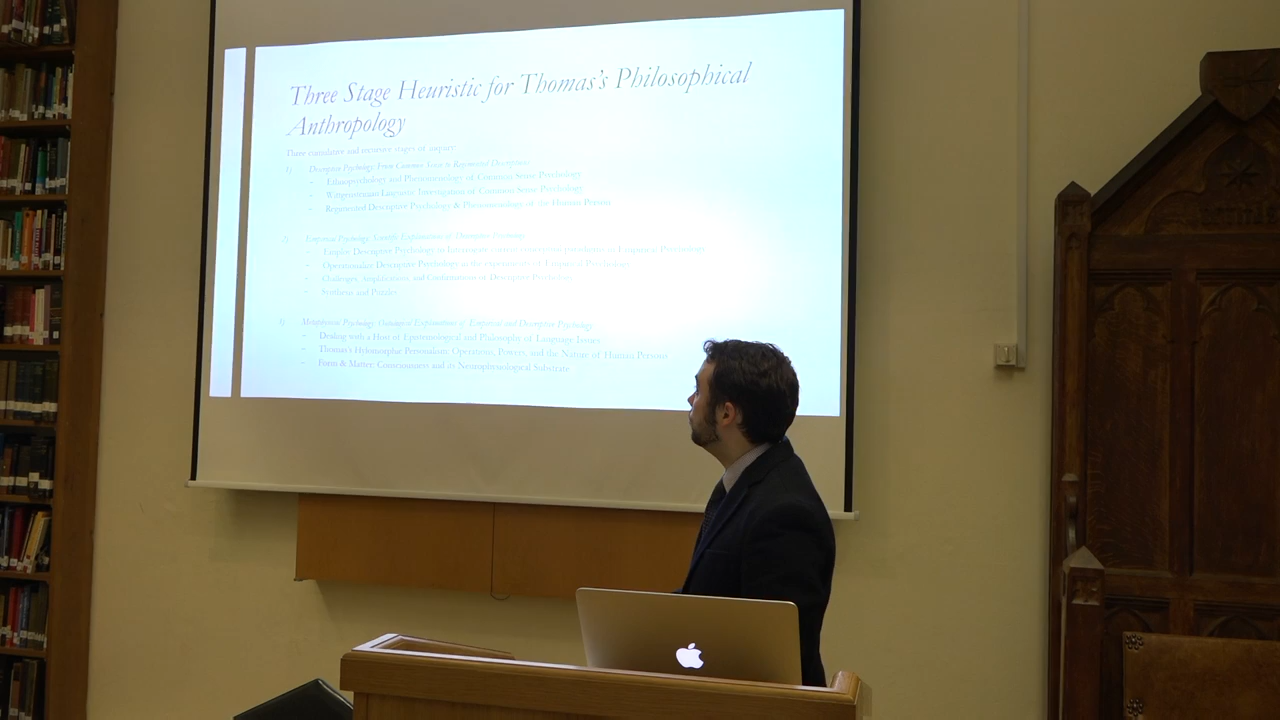 Three Stage Heuristic for Thomas's Philosophical
Anthropology
Three cumulative and recursive stages of inquiry:
1) Descriptive Psychology: From Common Sense to Regimented Description
– Ethnopsychology and Phenomenology of Common Sense Psychology
– Wittgensteinian Linguistic Investigation of Common Sense Psychology
– Regimented Descriptive Psychology & Phenomenology of the Human Person
2) Empirical Psychology: Scientific Explanations of Descriptive Psychology
– Employ Descriptive Psychology to Interrogate current conceptual paradigms in Empirical Psychology
– Operationalize Descriptive Psychology in the experiments of Empirical Psychology
– Challenges, Amplifications, and Confirmations of Descriptive Psychology
– Synthesis and Puzzles
3) Metaphysical Psychology: Ontological Explanations of Empirical and Descriptive Psychology
– Dealing with a Host of Epistemological and Philosophy of Language Issues
– Thomas's Hylomorphic Personalism: Operations, Powers, and the Nature of Human Persons
– Form & Matter: Consciousness and its Neurophysiological Substrate